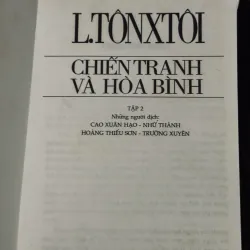 L.TÔNXTÔI
CHIẾN TRANH
VÀ HÒA BÌNH
TẬP 2
Những người dịch:
CAO XUÂN HẠO - NHỮ THÀNH
HOÀNG THIẾU SƠN - TRƯỜNG XUYÊN